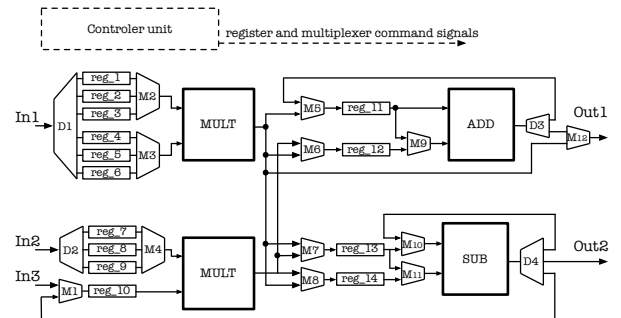 Controler unit
register and multiplexer command signals
reg_1
reg_2
M2
reg_3
In1
D1
reg_4
reg_5
M3
reg_6
MULT
M5
reg_11
M6
reg_12
M9
ADD
D3
Out1
M12
In2
D2
reg_7
reg_8
M4
reg_9
In3
M1
reg_10
MULT
M7
reg_13
M10
M8
reg_14
M11
SUB
D4
Out2